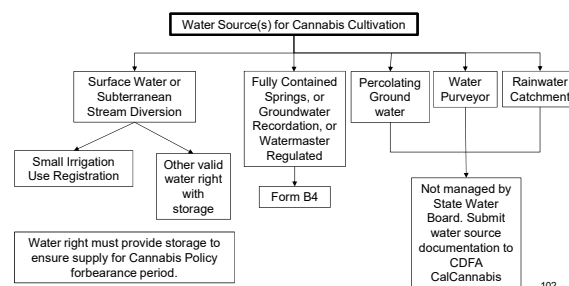 Water Source(s) for Cannabis Cultivation
Surface Water or
Subterranean
Stream Diversion
Fully Contained
Springs, or
Groundwater
Recordation, or
Watermaster
Regulated
Percolating
Ground
water
Water
Purveyor
Rainwater
Catchment
Small Irrigation
Use Registration
Other valid
water right
with
storage
Form B4
Not managed by
State Water
Board. Submit
water source
documentation to
CDFA
CalCannabis
Water right must provide storage to
ensure supply for Cannabis Policy
forbearance period.
102